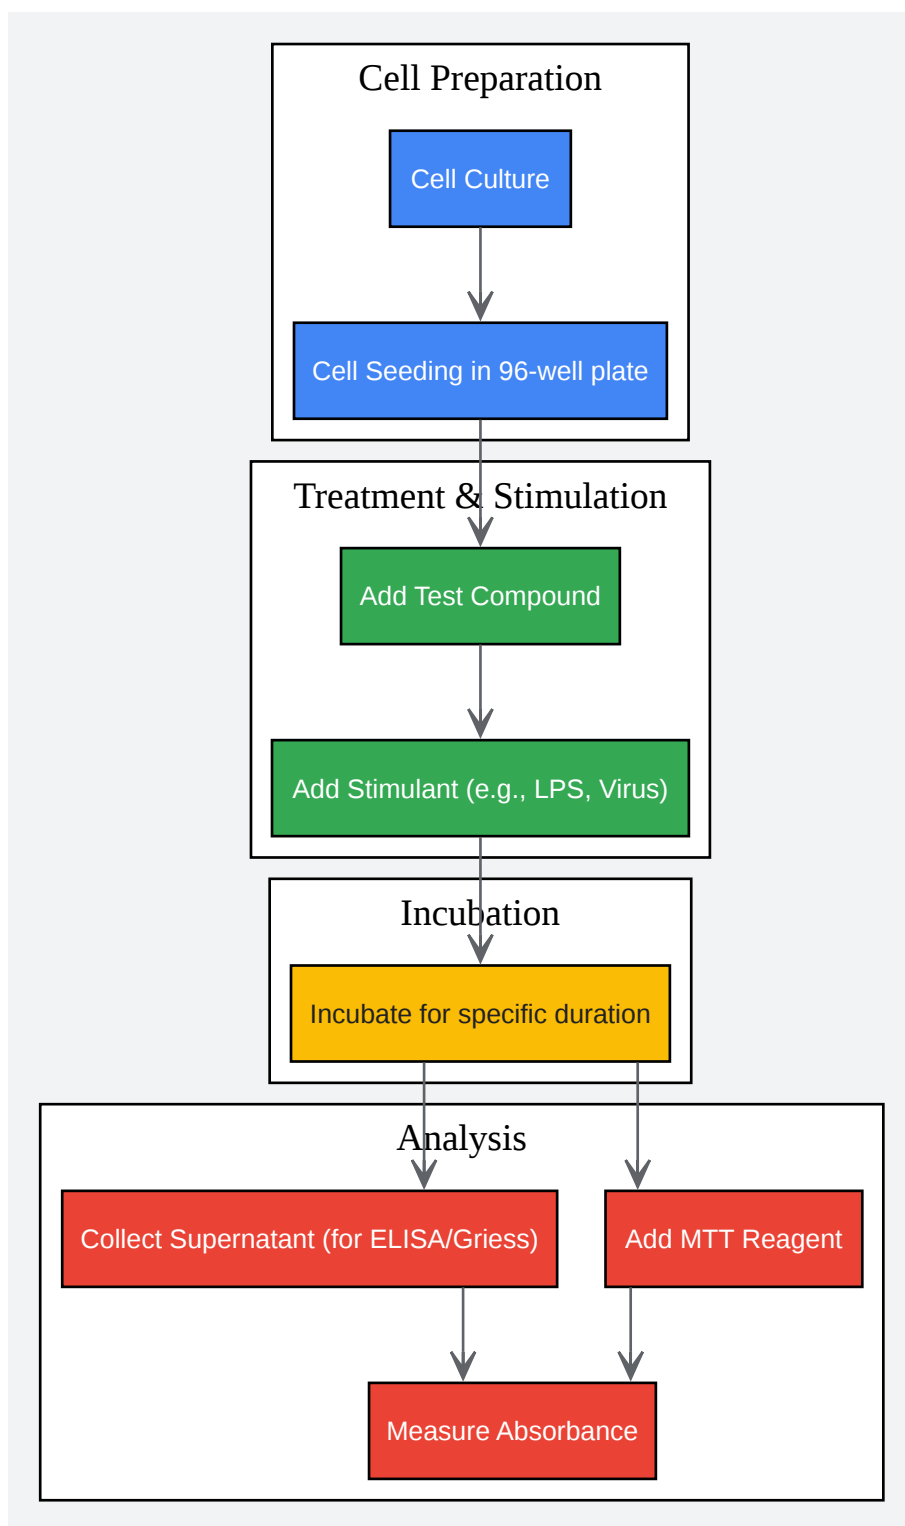 Cell Preparation
Cell Culture
Cell Seeding in 96-well plate
Treatment & Stimulation
Add Test Compound
Add Stimulant (e.g., LPS, Virus)
Incubation
Incubate for specific duration
Analysis
Collect Supernatant (for ELISA/Griess)
Add MTT Reagent
Measure Absorbance